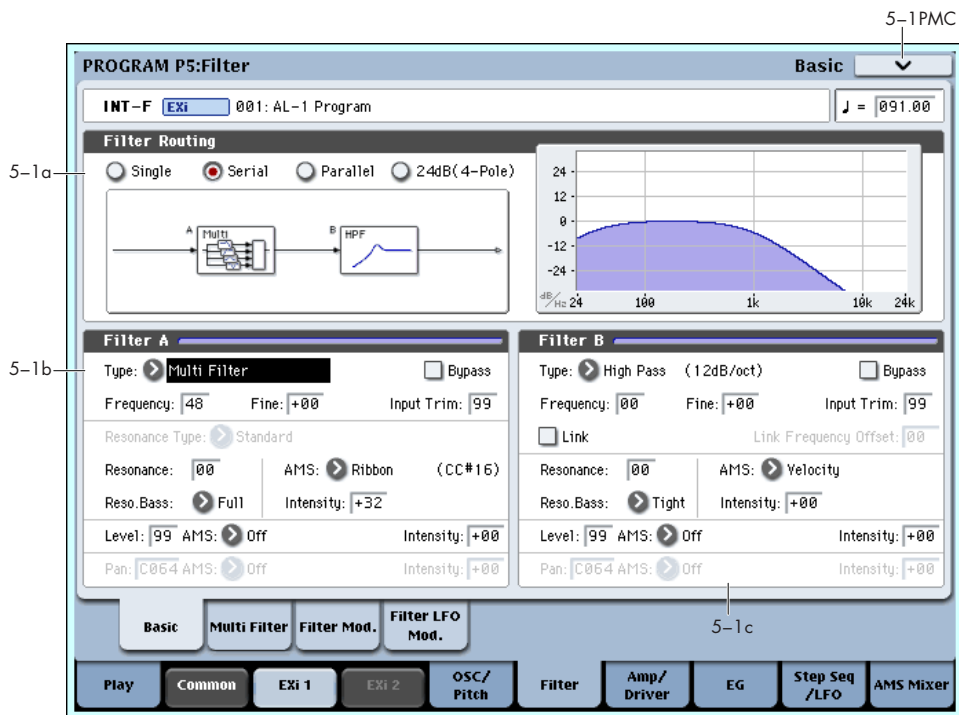 5–1PMC
PROGRAM P5:Filter Basic
INT-F EXi 001: AL-1 Program ♩ = 091.00
Filter Routing
5–1a
Single Serial Parallel 24dB(4-Pole)
A Multi B HPF
24
12
0
-12
-24
dB/Hz 24 100 1k 10k 24k
Filter A
5–1b
Type: Multi Filter Bypass
Frequency: 48 Fine: +00 Input Trim: 99
Resonance Type: Standard
Resonance: 00 AMS: Ribbon (CC#16)
Reso.Bass: Full Intensity: +32
Level: 99 AMS: Off Intensity: +00
Pan: C064 AMS: Off Intensity: +00
Filter B
Type: High Pass (12dB/oct) Bypass
Frequency: 00 Fine: +00 Input Trim: 99
Link Link Frequency Offset: 00
Resonance: 00 AMS: Velocity
Reso.Bass: Tight Intensity: +00
Level: 99 AMS: Off Intensity: +00
Pan: C064 AMS: Off Intensity: +00
5–1c
Basic Multi Filter Filter Mod. Filter LFO
Mod.
Play Common EXi 1 EXi 2 OSC/
Pitch Filter Amp/
Driver EG Step Seq
/LFO AMS Mixer